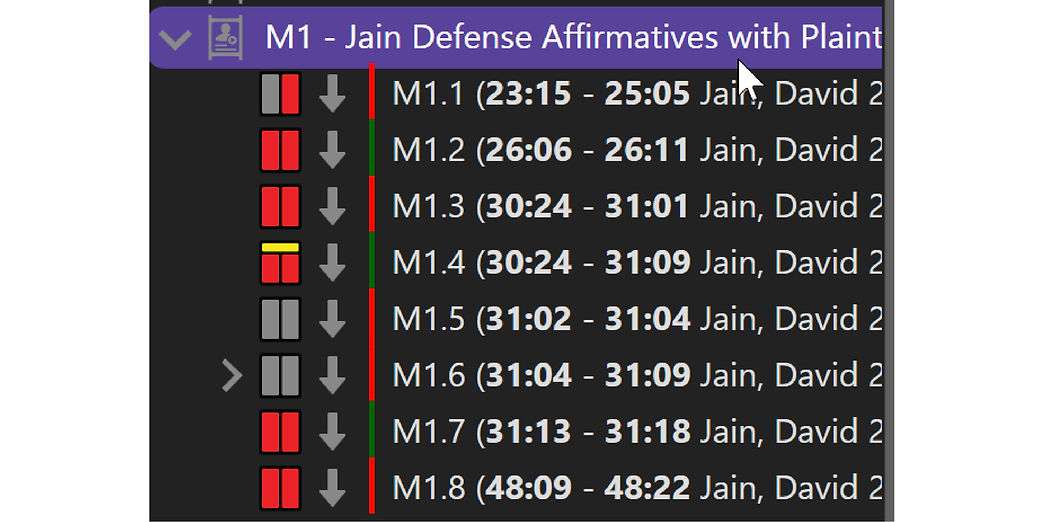 M1 - Jain Defense Affirmatives with Plaint
M1.1 (23:15 - 25:05 Jain, David 2
M1.2 (26:06 - 26:11 Jain, David 2
M1.3 (30:24 - 31:01 Jain, David 2
M1.4 (30:24 - 31:09 Jain, David 2
M1.5 (31:02 - 31:04 Jain, David 2
M1.6 (31:04 - 31:09 Jain, David 2
M1.7 (31:13 - 31:18 Jain, David 2
M1.8 (48:09 - 48:22 Jain, David 2